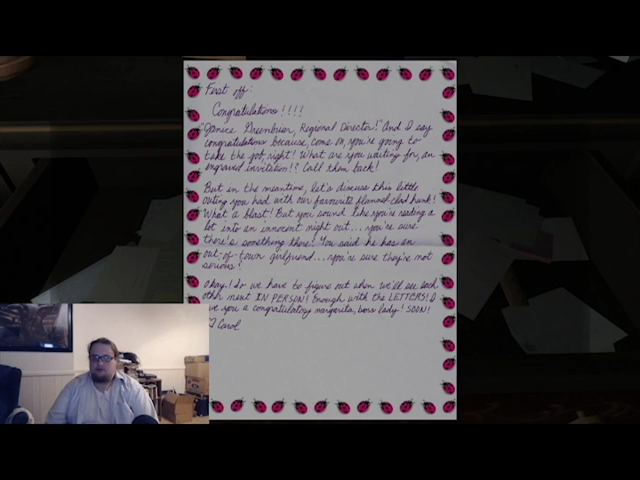 First off:
Congratulations!!!!
"Janice Greenbriar, Regional Director!" And I say
congratulations because, come on, you're going to
take the job, right! What are you waiting for, an
engraved invitation!? Call them back!
But in the meantime, let's discuss this little
outing you had with our favourite flannel-clad hunk!
What a blast! But you sound like you're reading a
lot into an innocent night out... you're sure
there's something there? You said he has an
out-of-town girlfriend... you're sure they're not
serious?
Okay! So we have to figure out when we'll see each
other next IN PERSON! Enough with the LETTERS! I
owe you a congratulatory margarita, boss lady! SOON!
Carol